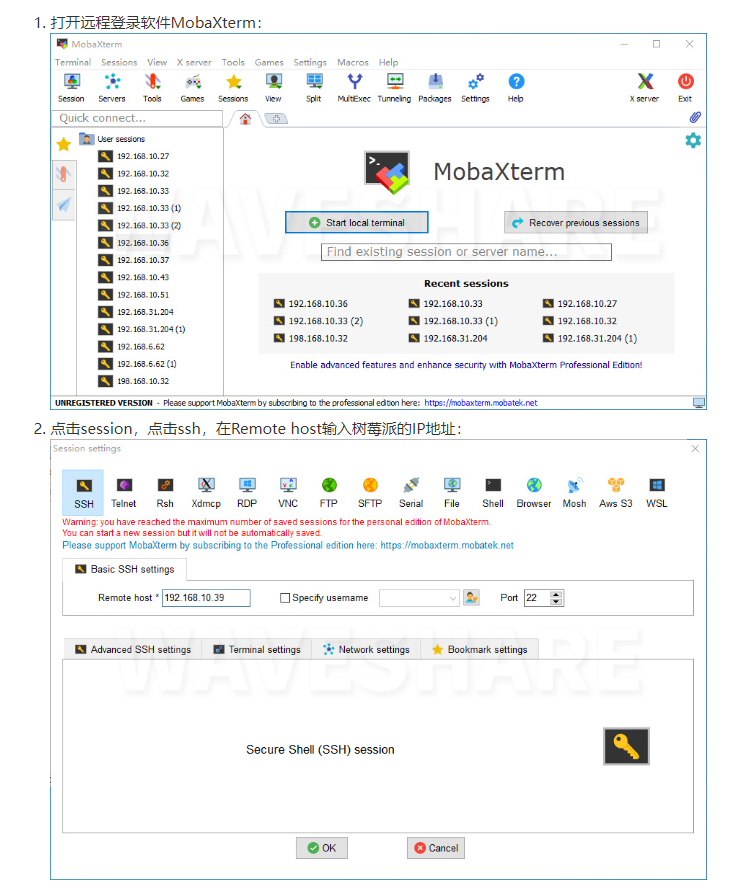 1. 打开远程登录软件MobaXterm：
MobaXterm
Terminal Sessions View X server Tools Games Settings Macros Help
Session Servers Tools Games Sessions View Split MultiExec Tunneling Packages Settings Help X server Exit
Quick connect...
User sessions
192.168.10.27
192.168.10.32
192.168.10.33
192.168.10.33 (1)
192.168.10.33 (2)
192.168.10.36
192.168.10.37
192.168.10.43
192.168.10.51
192.168.31.204
192.168.31.204 (1)
192.168.6.62
192.168.6.62 (1)
198.168.10.32
MobaXterm
Start local terminal
Recover previous sessions
Find existing session or server name...
Recent sessions
192.168.10.36 192.168.10.33 192.168.10.27
192.168.10.33 (2) 192.168.10.33 (1) 192.168.10.32
198.168.10.32 192.168.31.204 192.168.31.204 (1)
Enable advanced features and enhance security with MobaXterm Professional Edition!
WAVESHARE
UNREGISTERED VERSION - Please support MobaXterm by subscribing to the professional edition here: https://mobaxterm.mobatek.net
2. 点击session，点击ssh，在Remote host输入树莓派的IP地址：
Session settings
SSH Telnet Rsh Xdmcp RDP VNC FTP SFTP Serial File Shell Browser Mosh Aws S3 WSL
Warning: you have reached the maximum number of saved sessions for the personal edition of MobaXterm.
You can start a new session but it will not be automatically saved.
Please support MobaXterm by subscribing to the Professional edition here: https://mobaxterm.mobatek.net
Basic SSH settings
Remote host * 192.168.10.39 Specify username Port 22
Advanced SSH settings Terminal settings Network settings Bookmark settings
WAVESHARE
Secure Shell (SSH) session
OK Cancel